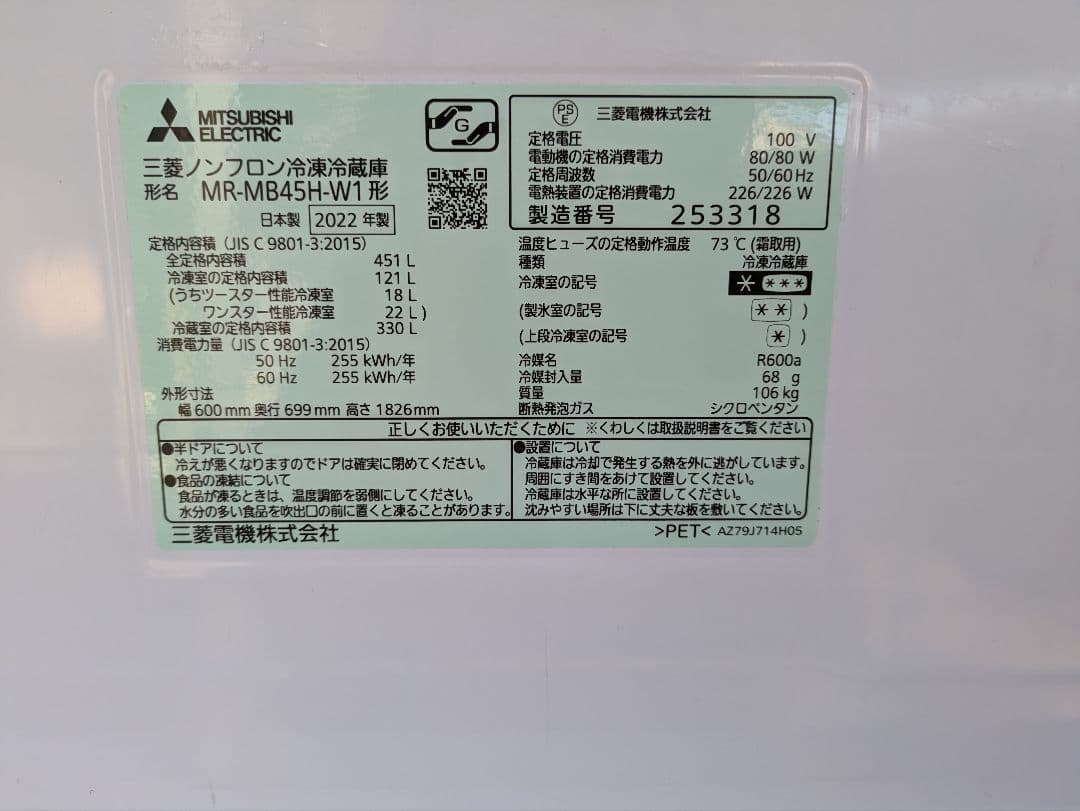 MITSUBISHI
ELECTRIC
G
三菱ノンフロン冷凍冷蔵庫
形名 MR-MB45H-W1形
日本製 2022 年製
PS
E
三菱電機株式会社
定格電圧 100 V
電動機の定格消費電力 80/80 W
定格周波数 50/60 Hz
電熱装置の定格消費電力 226/226 W
製造番号 253318
定格内容積 (JIS C 9801-3:2015)
全定格内容積 451 L
冷凍室の定格内容積 121 L
(うちツースター性能冷凍室 18 L
ワンスター性能冷凍室 22 L )
冷蔵室の定格内容積 330 L
消費電力量 (JIS C 9801-3:2015)
50 Hz 255 kWh/年
60 Hz 255 kWh/年
外形寸法
幅 600 mm 奥行 699 mm 高さ 1826 mm
温度ヒューズの定格動作温度 73 ℃ (霜取用)
種類 冷凍冷蔵庫
冷凍室の記号 * ***
(製氷室の記号 ** )
(上段冷凍室の記号 * )
冷媒名 R600a
冷媒封入量 68 g
質量 106 kg
断熱発泡ガス シクロペンタン
正しくお使いいただくために ※くわしくは取扱説明書をご覧ください
●半ドアについて
冷えが悪くなりますのでドアは確実に閉めてください。
●食品の凍結について
食品が凍るときは、温度調節を弱側にしてください。
水分の多い食品を吹出口の前に置くと凍ることがあります。
●設置について
冷蔵庫は冷却で発生する熱を外に逃がしています。
周囲にすき間をあけて設置してください。
冷蔵庫は水平な所に設置してください。
沈みやすい場所は下に丈夫な板を敷いてください。
三菱電機株式会社
>PET< AZ79J714H05